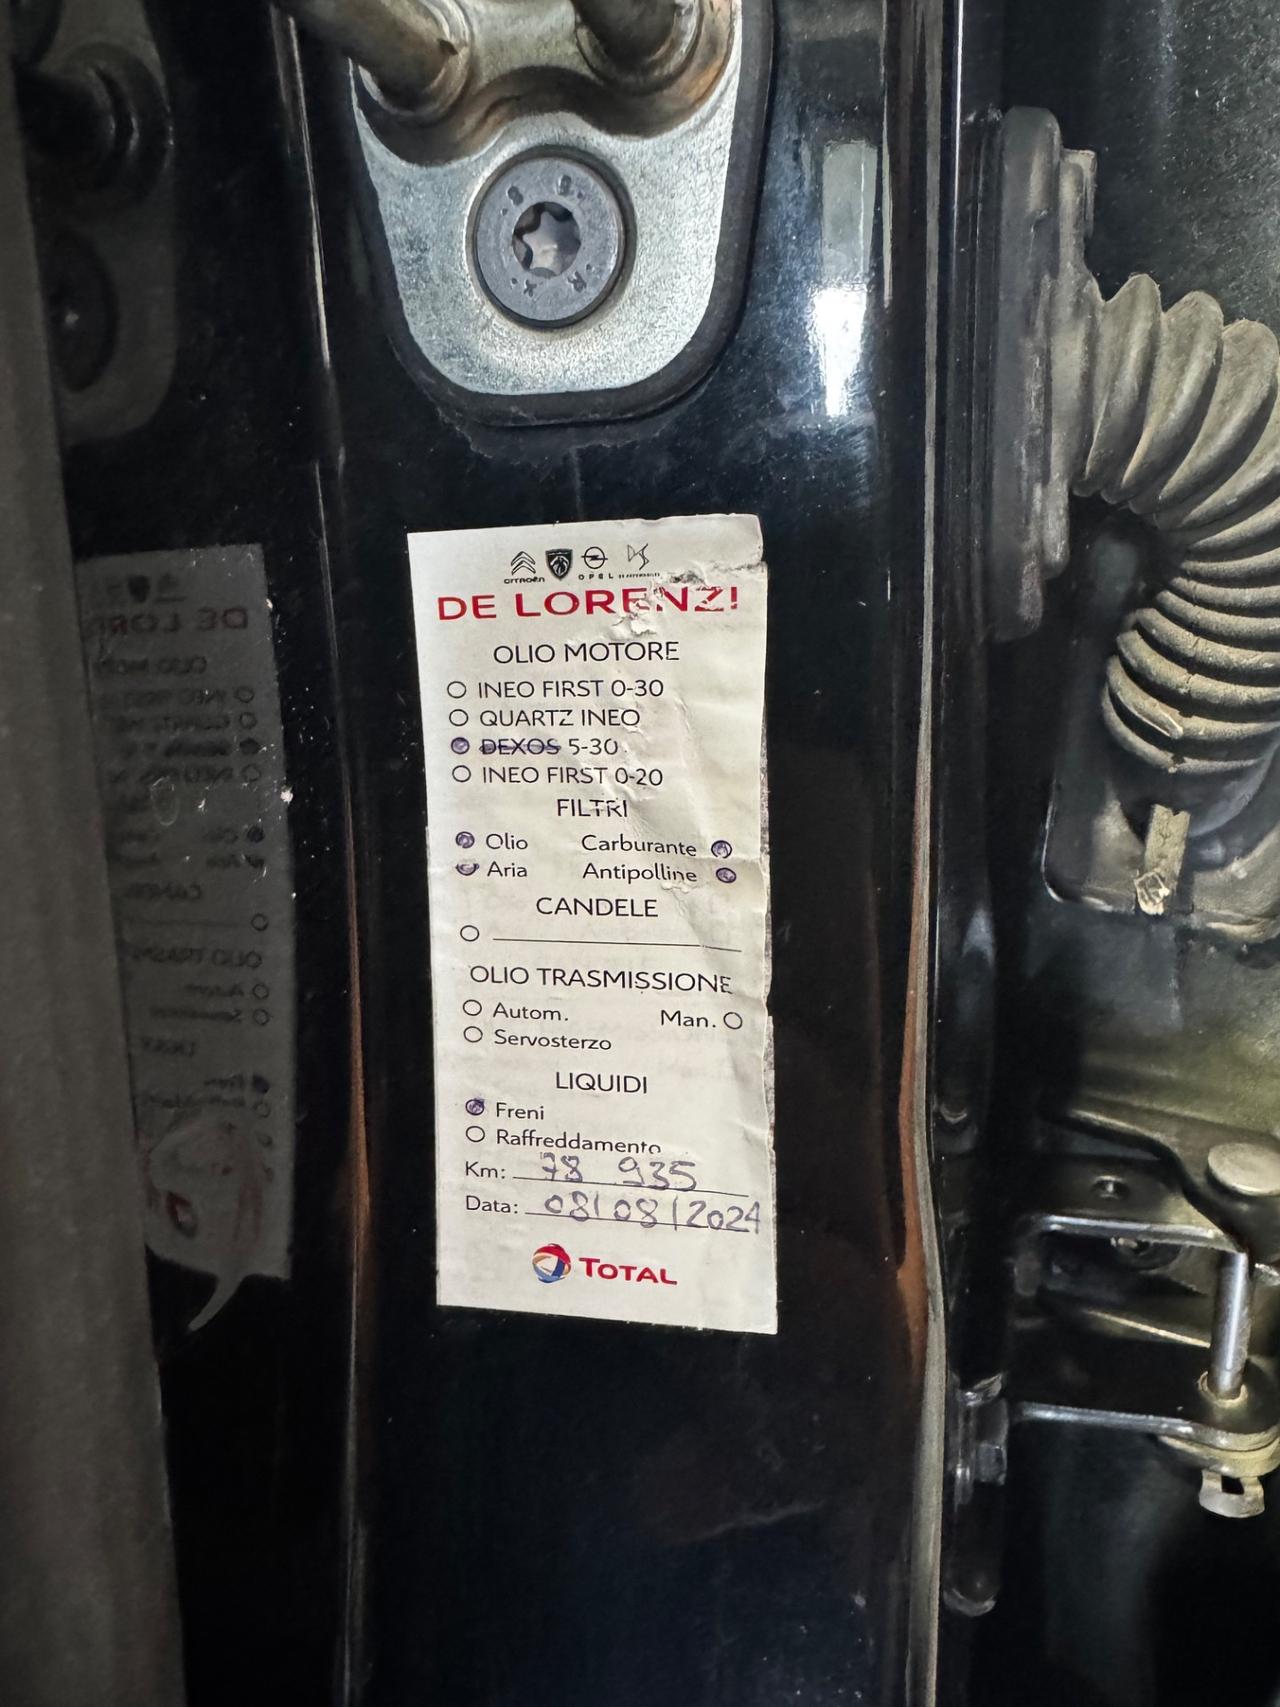 CITROËN OPEL
DE LORENZI
OLIO MOTORE
INEO FIRST 0-30
QUARTZ INEO
DEXOS 5-30
INEO FIRST 0-20
FILTRI
Olio Carburante
Aria Antipolline
CANDELE
OLIO TRASMISSIONE
Autom. Man.
Servosterzo
LIQUIDI
Freni
Raffreddamento
Km: 78 935
Data: 08/08/2024
TOTAL